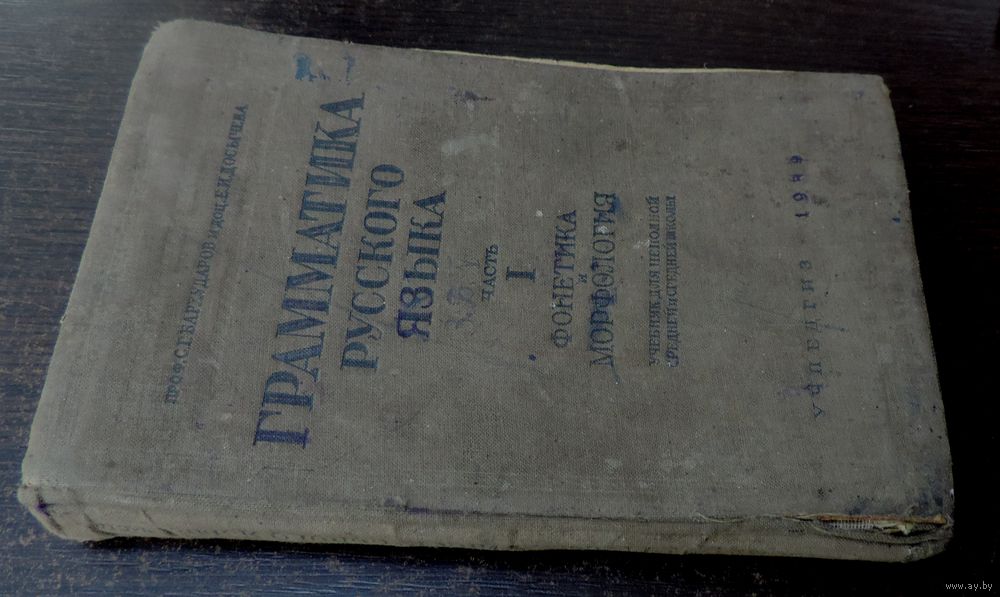 ПРОФ. С.Г. БАРХУДАРОВ и ДОЦ. Е.И. ДОСЫЧЕВА
ГРАММАТИКА
РУССКОГО
ЯЗЫКА
ЧАСТЬ
I
ФОНЕТИКА
и
МОРФОЛОГИЯ
УЧЕБНИК ДЛЯ НЕПОЛНОЙ
СРЕДНЕЙ И СРЕДНЕЙ ШКОЛЫ
УЧПЕДГИЗ 1939
www.ay.by